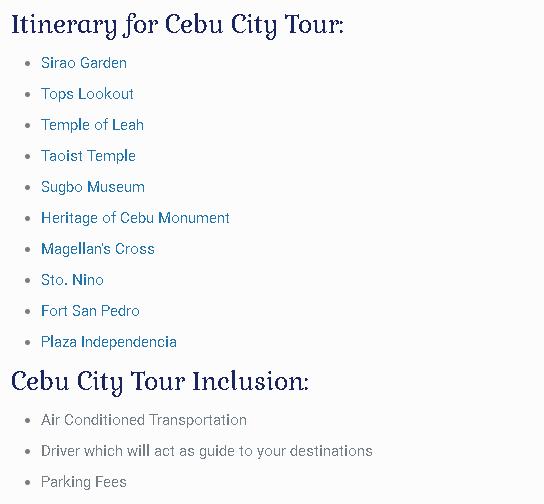 Itinerary for Cebu City Tour:
Sirao Garden
Tops Lookout
Temple of Leah
Taoist Temple
Sugbo Museum
Heritage of Cebu Monument
Magellan's Cross
Sto. Nino
Fort San Pedro
Plaza Independencia
Cebu City Tour Inclusion:
Air Conditioned Transportation
Driver which will act as guide to your destinations
Parking Fees